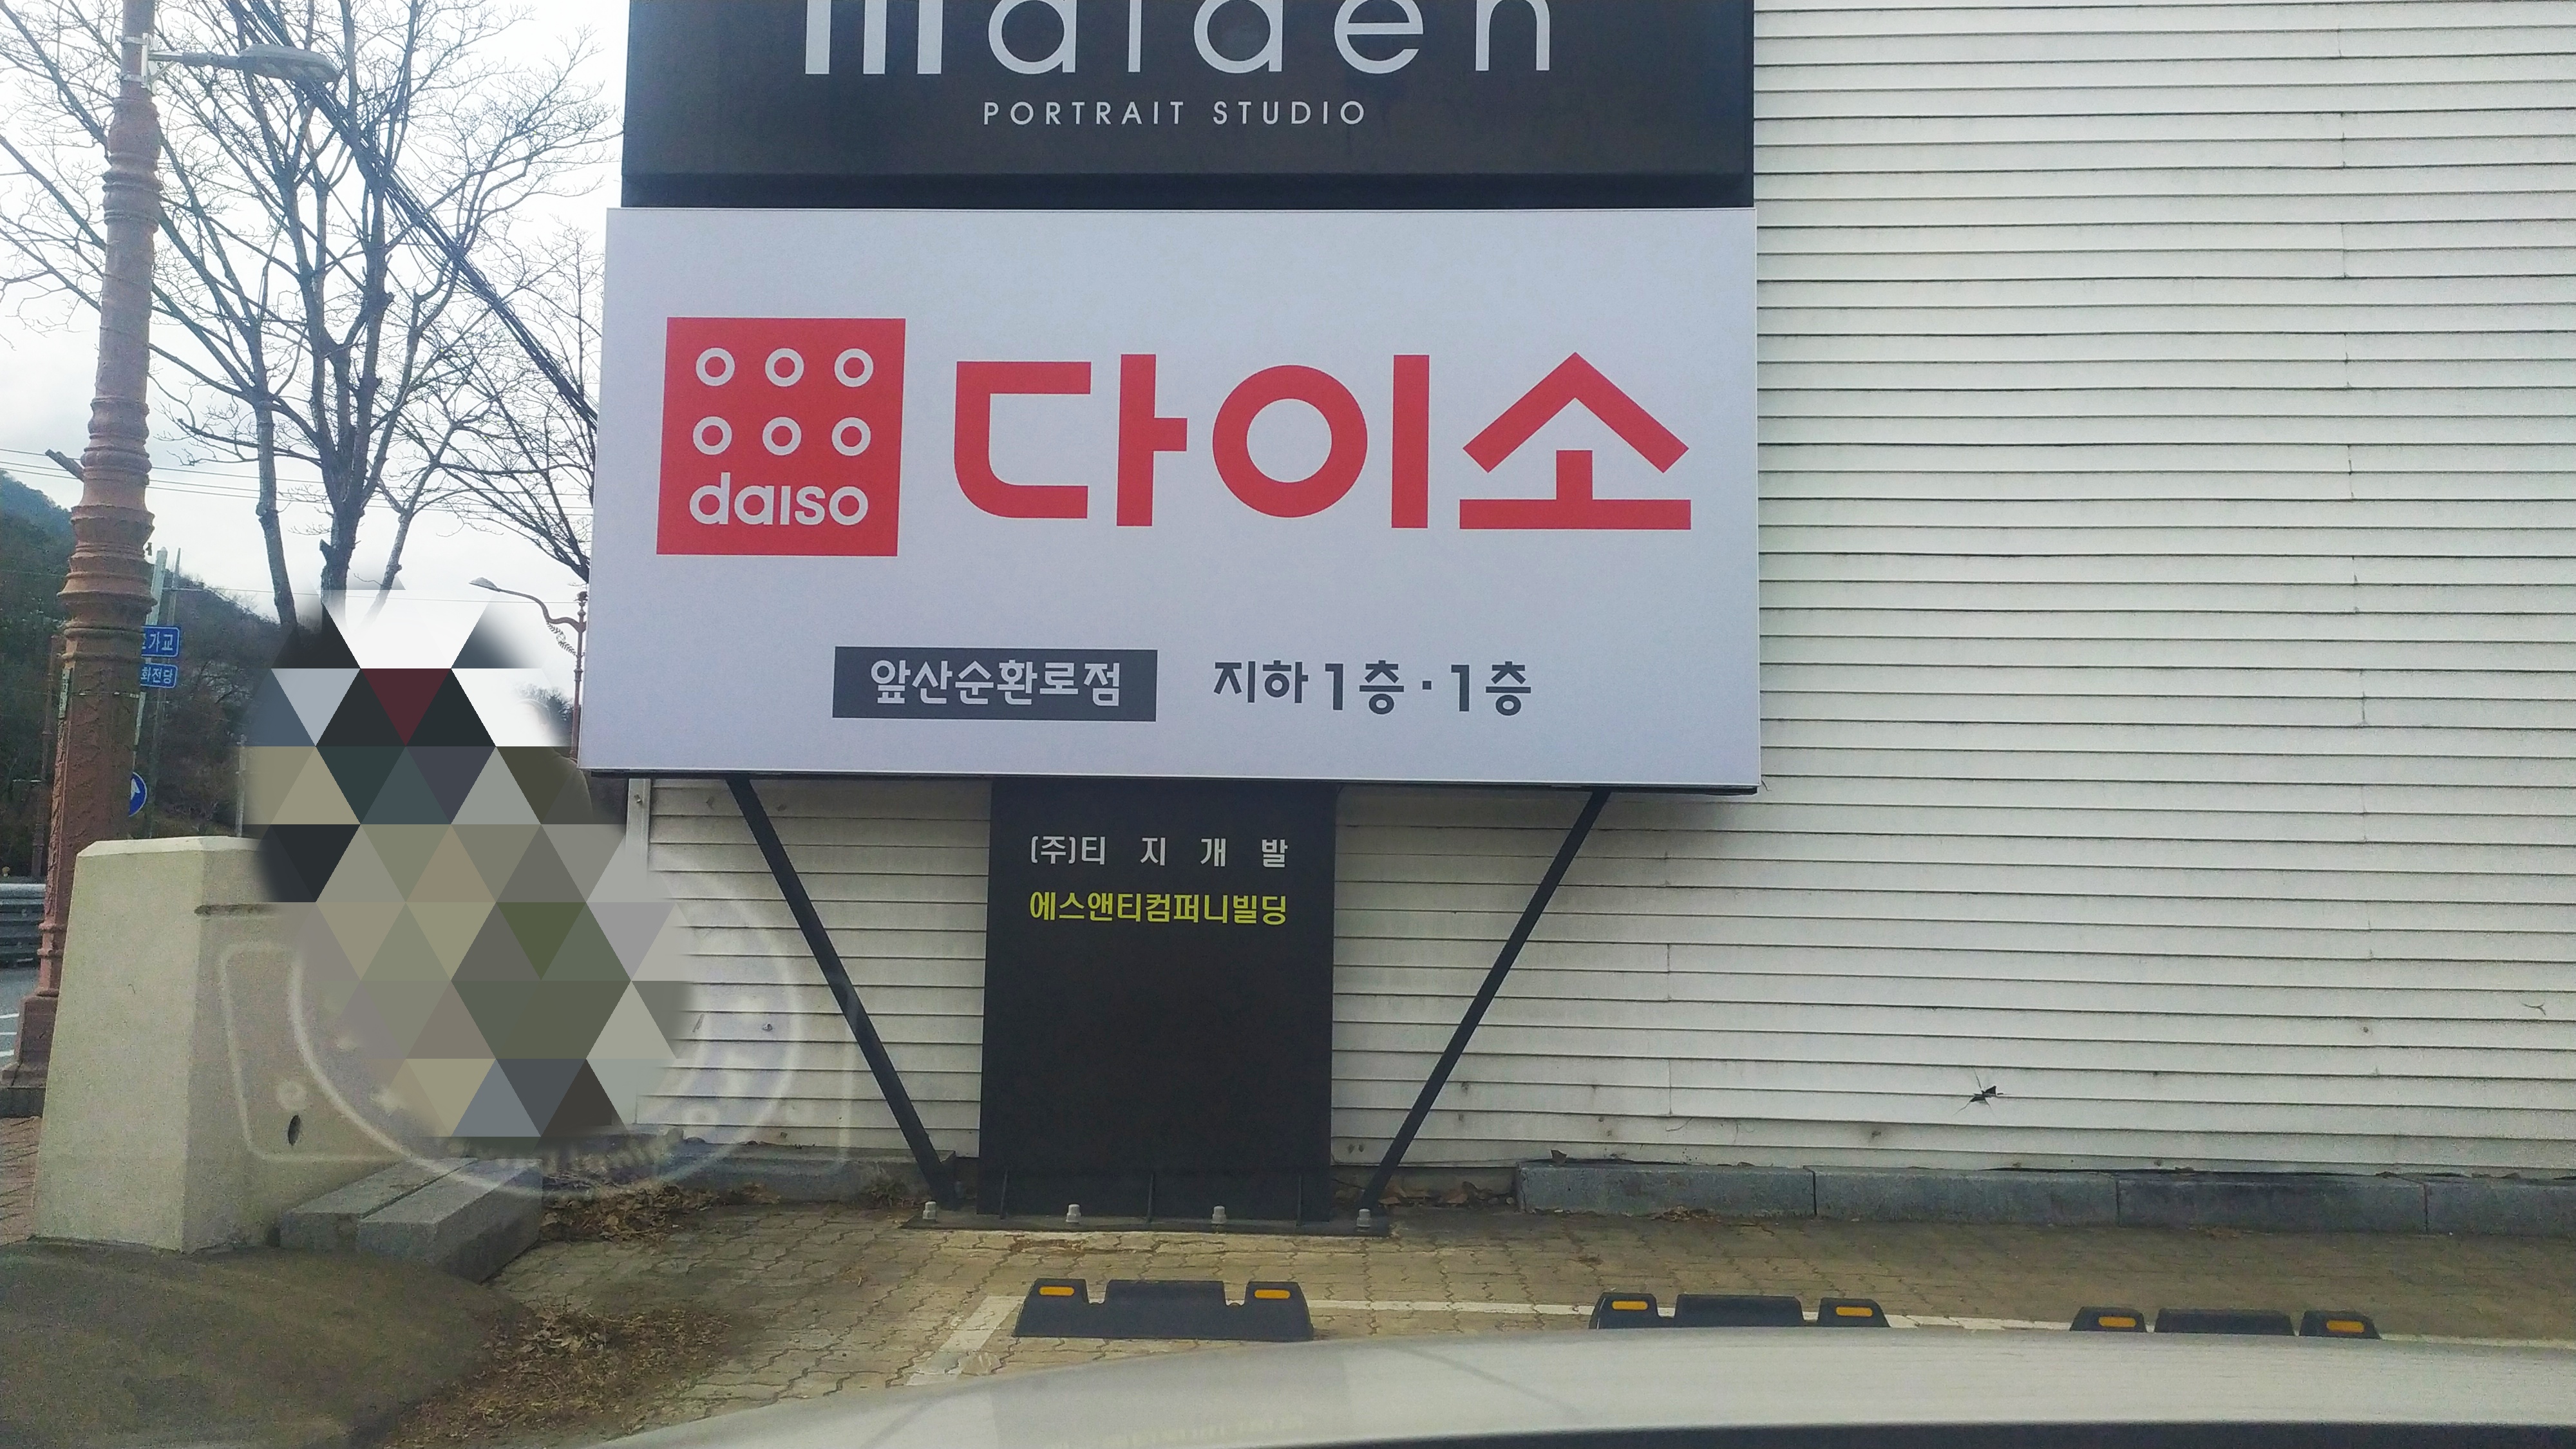 maiden
PORTRAIT STUDIO
daiso
다이소
앞산순환로점 지하1층·1층
(주)티지개발
에스앤티컴퍼니빌딩